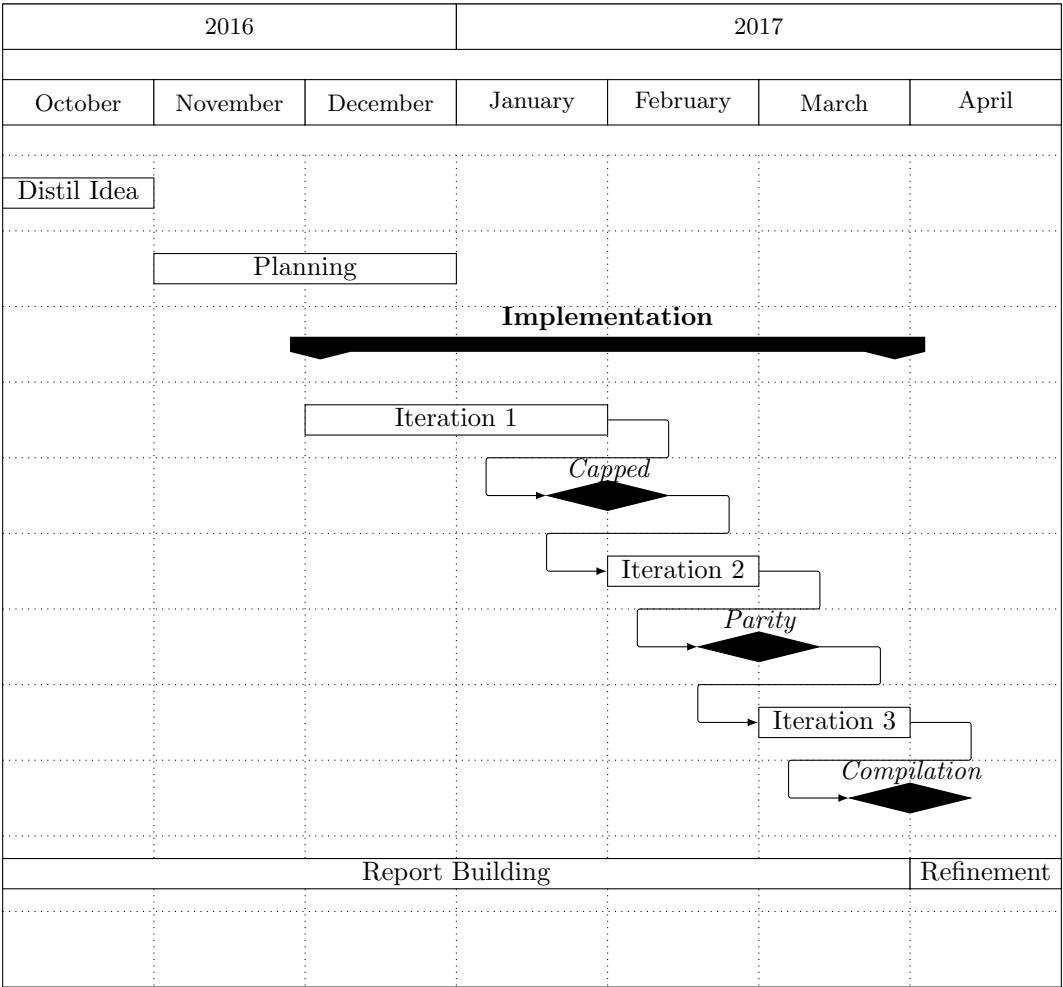 2016 2017
October November December January February March April
Distil Idea
Planning
Implementation
Iteration 1
Capped
Iteration 2
Parity
Iteration 3
Compilation
Report Building Refinement